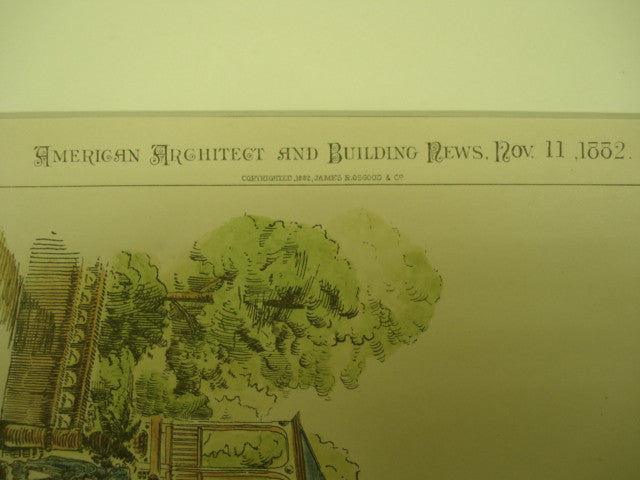 American Architect and Building News, Nov. 11, 1882.
Copyrighted, 1882, James R. Osgood & Co